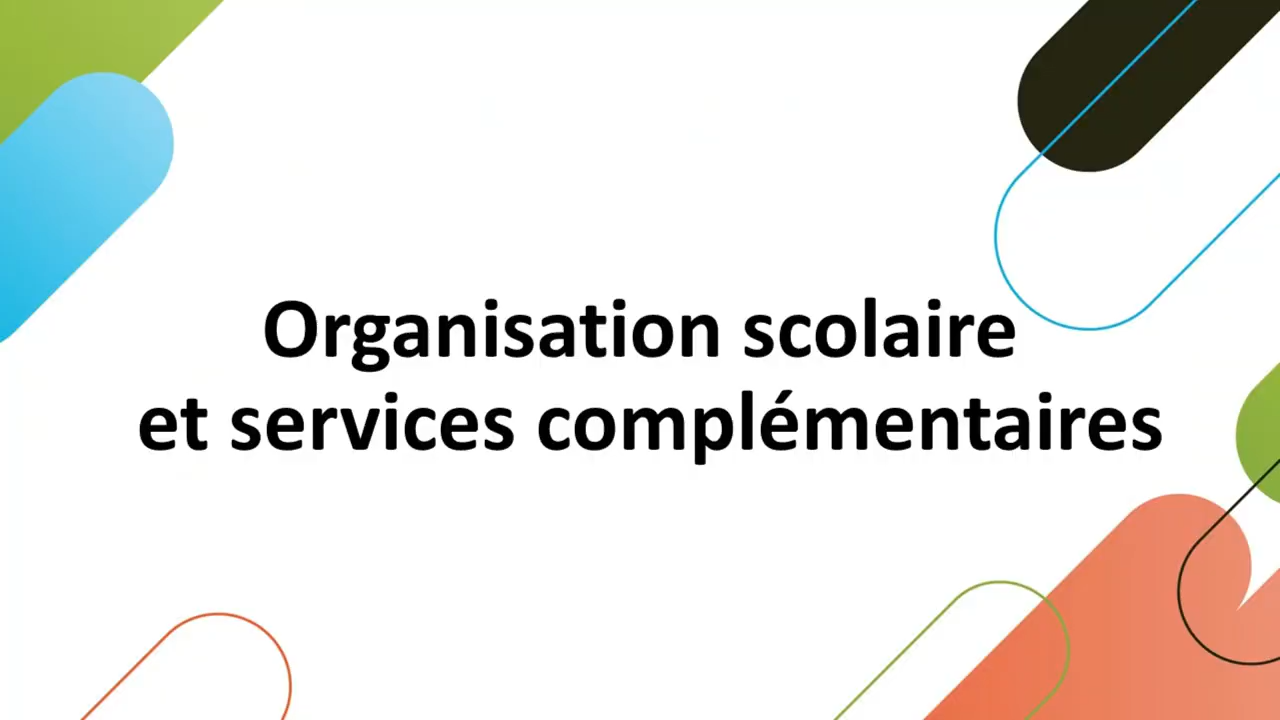 Organisation scolaire
et services complémentaires